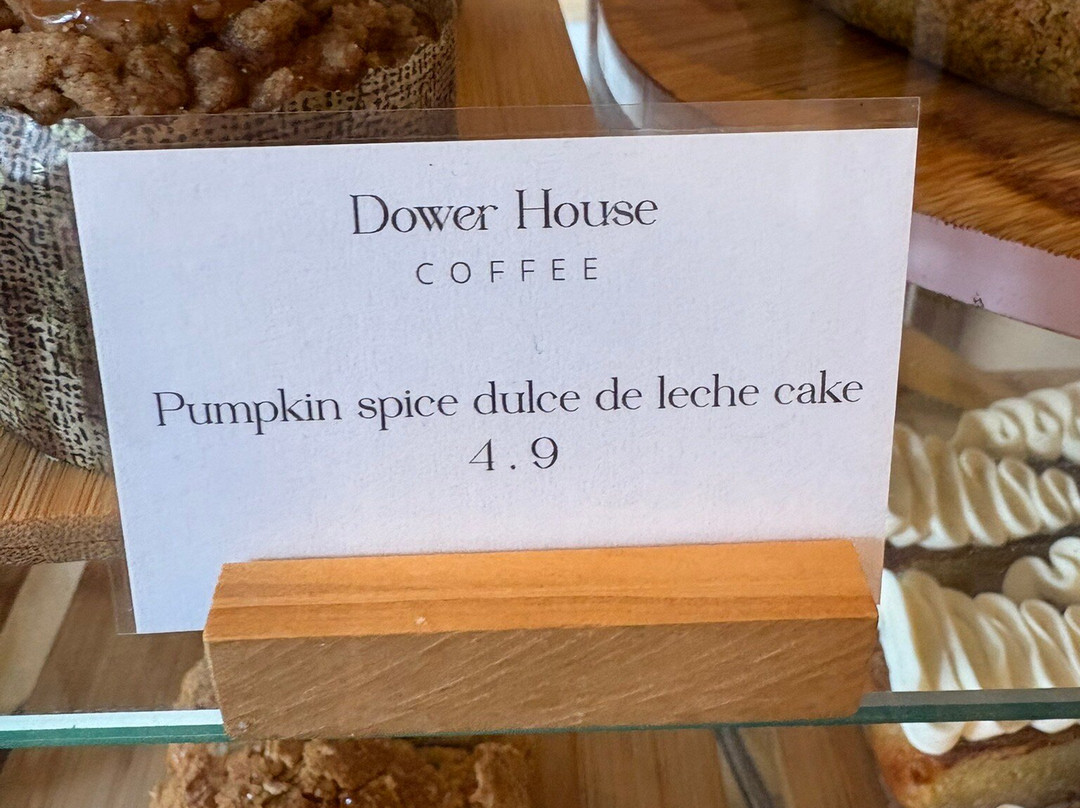 Dower House
COFFEE
Pumpkin spice dulce de leche cake
4.9